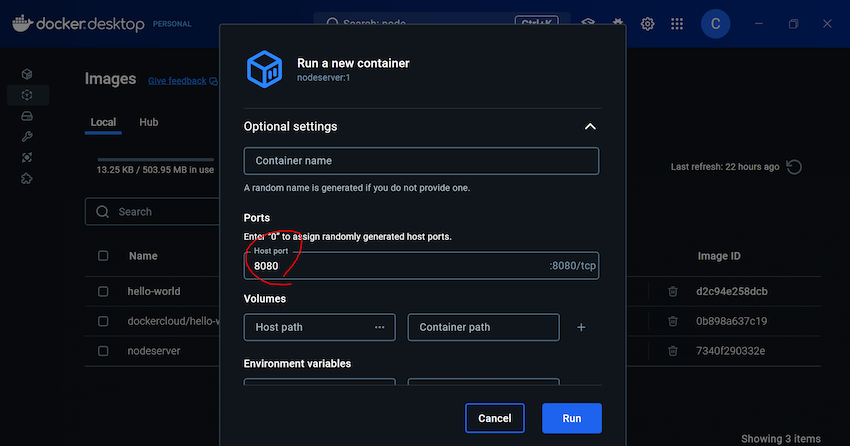 docker.desktop PERSONAL
Search: node Ctrl+K
C
Images Give feedback
Local Hub
13.25 KB / 503.95 MB in use
Last refresh: 22 hours ago
Search
Name
Image ID
hello-world
d2c94e258dcb
dockercloud/hello-w
0b898a637c19
nodeserver
7340f290332e
Showing 3 items
Run a new container
nodeserver:1
Optional settings
Container name
A random name is generated if you do not provide one.
Ports
Enter "0" to assign randomly generated host ports.
Host port
8080 :8080/tcp
Volumes
Host path ... Container path +
Environment variables
Cancel Run